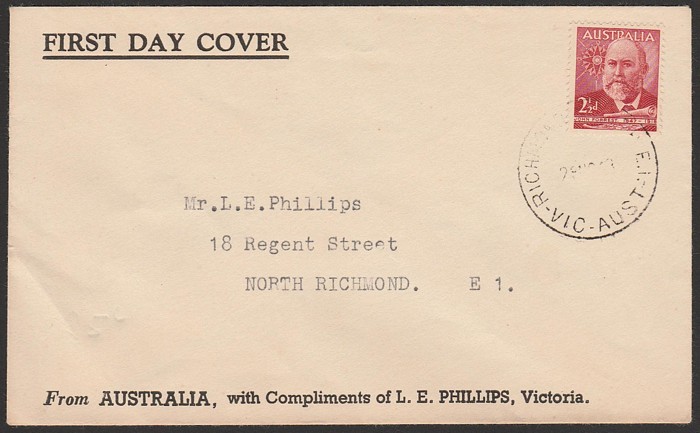 FIRST DAY COVER
AUSTRALIA
2½d
JOHN FORREST 1847-
Mr.L.E.Phillips
18 Regent Street
NORTH RICHMOND. E 1.
E.I.
VIC-AUST
From AUSTRALIA, with Compliments of L. E. PHILLIPS, Victoria.